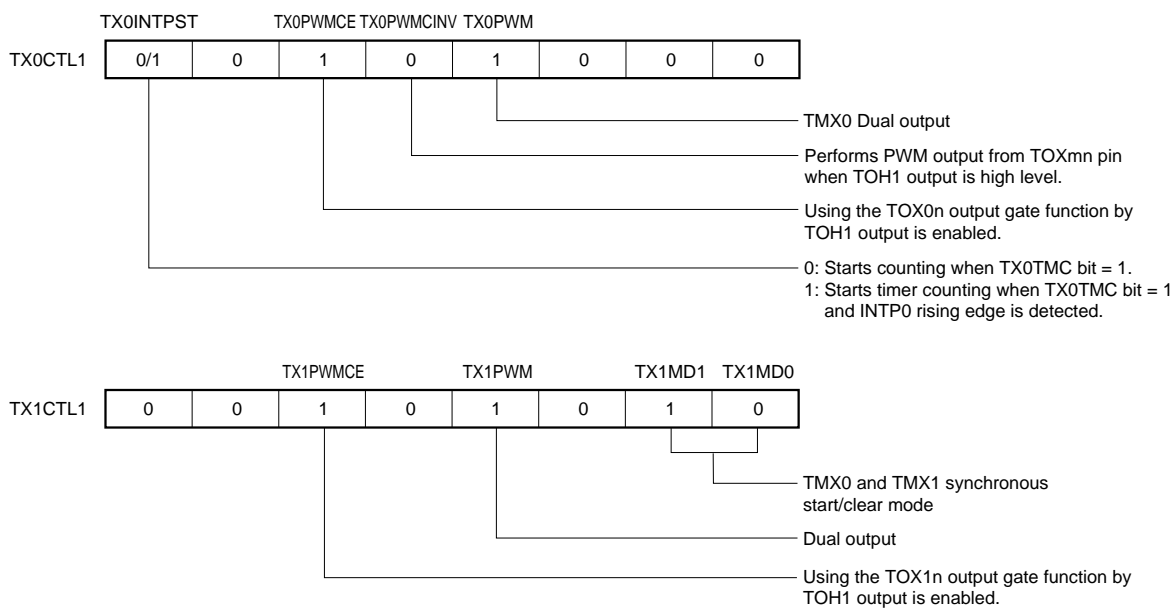 TX0INTPST TX0PWMCE TX0PWMCINV TX0PWM
TX0CTL1 0/1 0 1 0 1 0 0 0
TMX0 Dual output
Performs PWM output from TOXmn pin
when TOH1 output is high level.
Using the TOX0n output gate function by
TOH1 output is enabled.
0: Starts counting when TX0TMC bit = 1.
1: Starts timer counting when TX0TMC bit = 1
and INTP0 rising edge is detected.
TX1PWMCE TX1PWM TX1MD1 TX1MD0
TX1CTL1 0 0 1 0 1 0 1 0
TMX0 and TMX1 synchronous
start/clear mode
Dual output
Using the TOX1n output gate function by
TOH1 output is enabled.